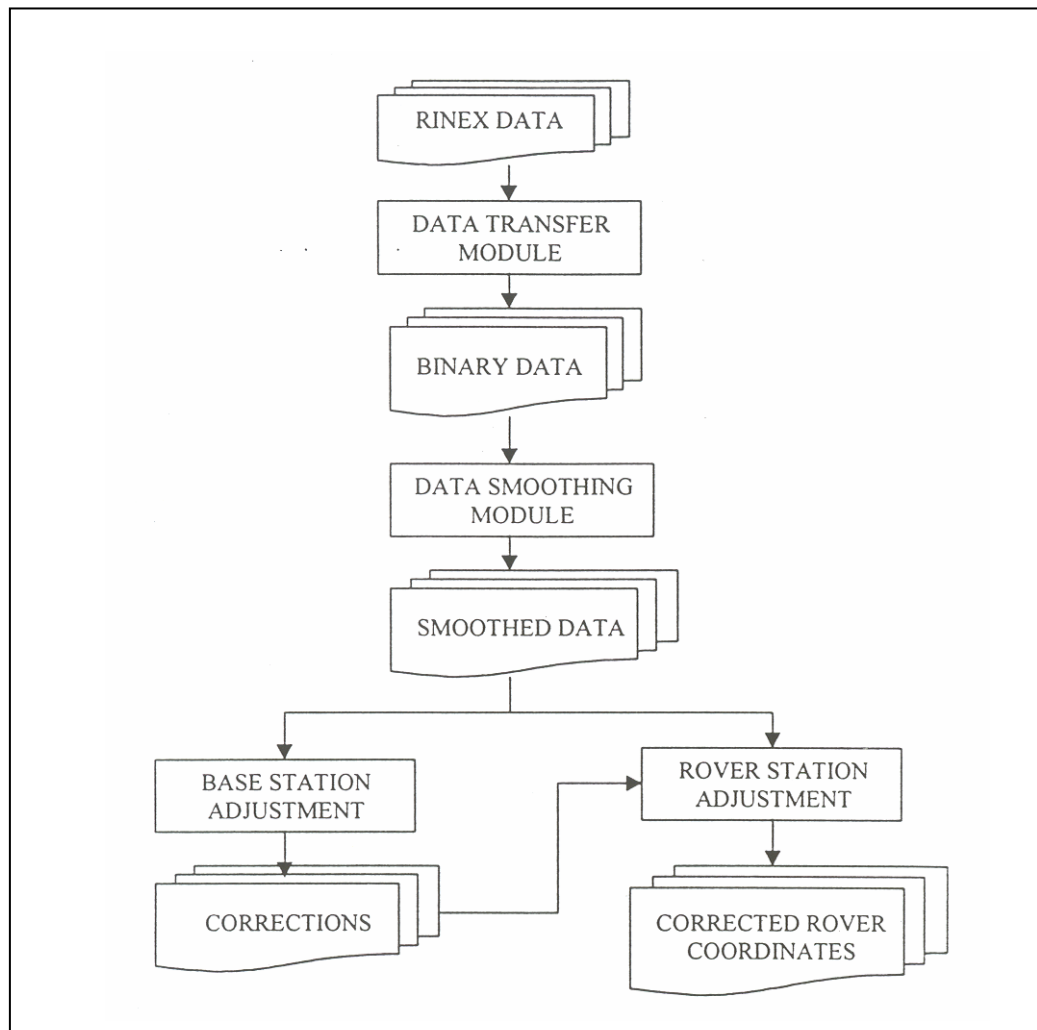 RINEX DATA
DATA TRANSFER
MODULE
BINARY DATA
DATA SMOOTHING
MODULE
SMOOTHED DATA
BASE STATION
ADJUSTMENT
ROVER STATION
ADJUSTMENT
CORRECTIONS
CORRECTED ROVER
COORDINATES